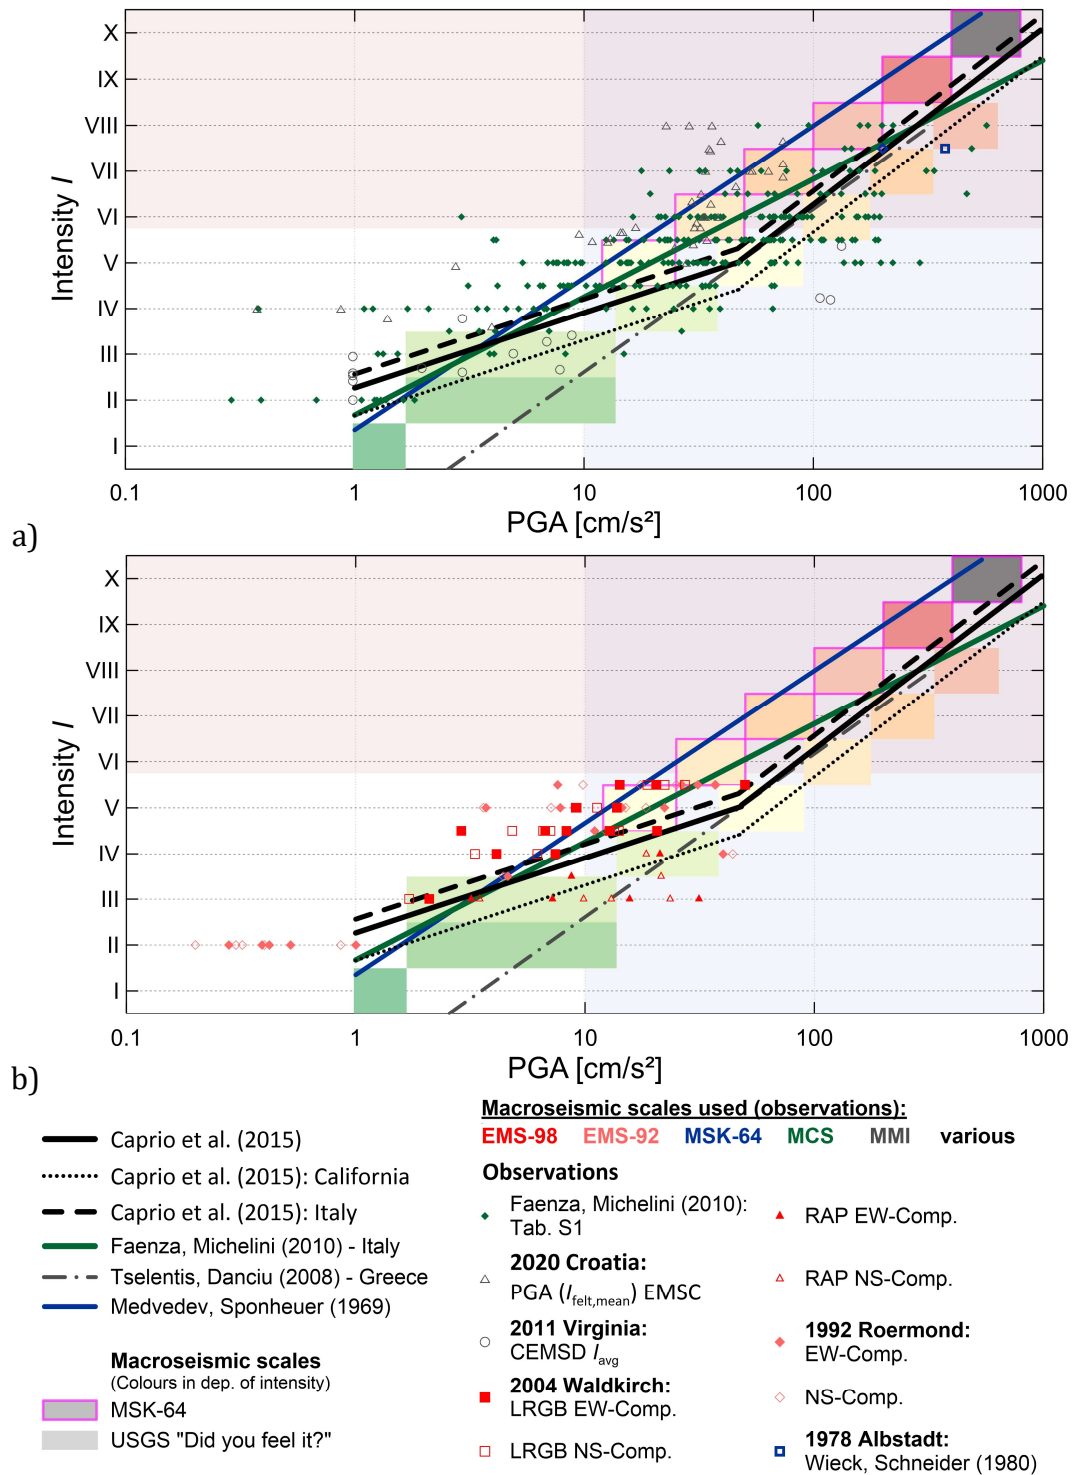 X
IX
VIII
VII
VI
V
IV
III
II
I
Intensity I
0.1 1 10 100 1000
PGA [cm/s²]
a)
X
IX
VIII
VII
VI
V
IV
III
II
I
Intensity I
0.1 1 10 100 1000
PGA [cm/s²]
b)
Caprio et al. (2015)
Caprio et al. (2015): California
Caprio et al. (2015): Italy
Faenza, Michelini (2010) - Italy
Tselentis, Danciu (2008) - Greece
Medvedev, Sponheuer (1969)
Macroseismic scales
(Colours in dep. of intensity)
MSK-64
USGS "Did you feel it?"
Macroseismic scales used (observations):
EMS-98 EMS-92 MSK-64 MCS MMI various
Observations
Faenza, Michelini (2010):
Tab. S1
2020 Croatia:
PGA (Ifelt,mean) EMSC
2011 Virginia:
CEMSD Iavg
2004 Waldkirch:
LRGB EW-Comp.
LRGB NS-Comp.
RAP EW-Comp.
RAP NS-Comp.
1992 Roermond:
EW-Comp.
NS-Comp.
1978 Albstadt:
Wieck, Schneider (1980)